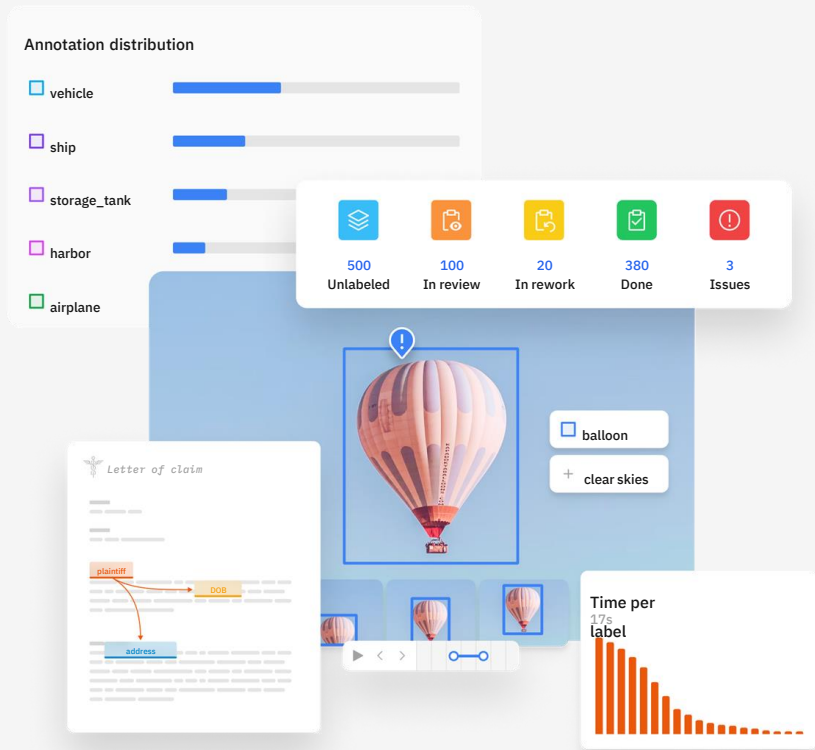 Annotation distribution
vehicle
ship
storage_tank
harbor
airplane
500
Unlabeled
100
In review
20
In rework
380
Done
3
Issues
balloon
clear skies
Letter of claim
plaintiff
DOB
address
Time per
17s
label